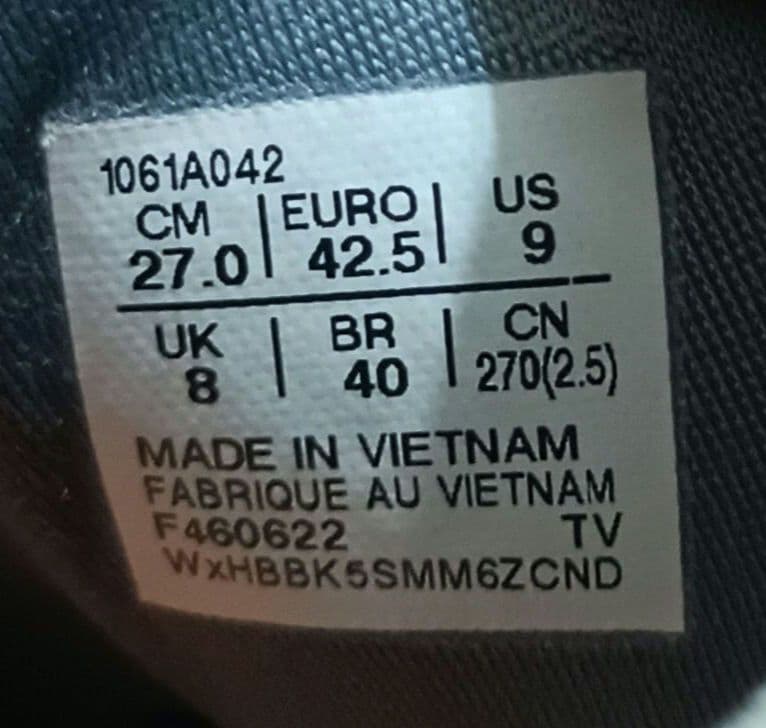 1061A042
CM | EURO | US
27.0 | 42.5 | 9
UK | BR | CN
8 | 40 | 270(2.5)
MADE IN VIETNAM
FABRIQUE AU VIETNAM
F460622 TV
WxHBBK5SMM6ZCND